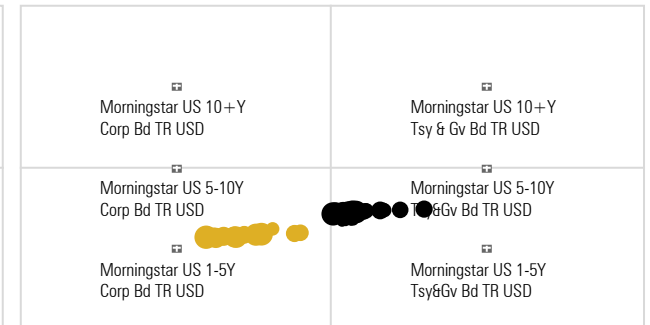 Morningstar US 10+Y
Corp Bd TR USD
Morningstar US 10+Y
Tsy & Gv Bd TR USD
Morningstar US 5-10Y
Corp Bd TR USD
Morningstar US 5-10Y
&Gv Bd TR USD
Morningstar US 1-5Y
Corp Bd TR USD
Morningstar US 1-5Y
Tsy&Gv Bd TR USD